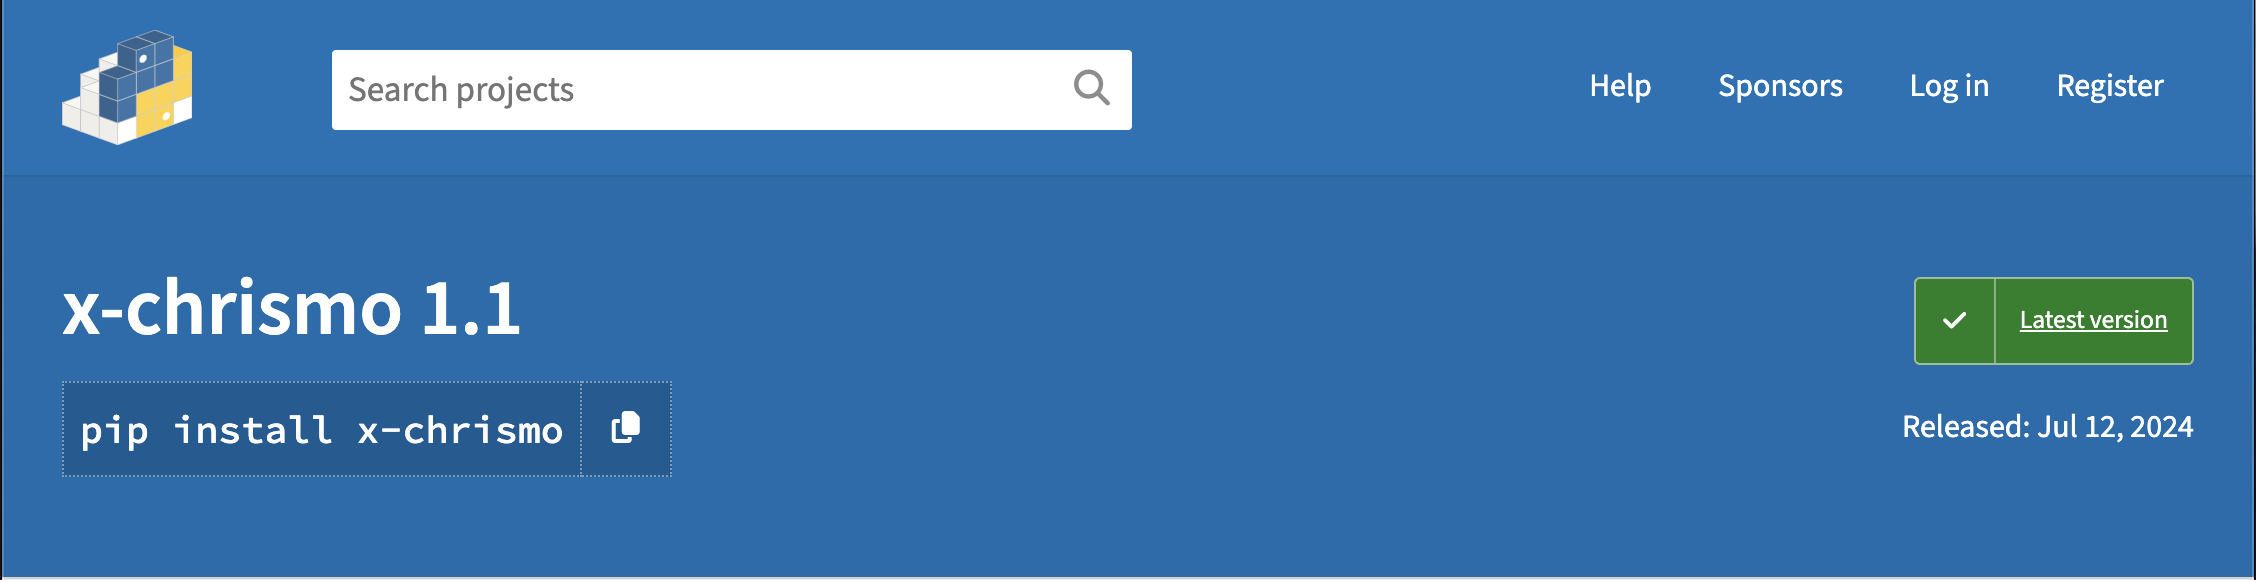 Search projects
Help Sponsors Log in Register
x-chrismo 1.1
Latest version
pip install x-chrismo
Released: Jul 12, 2024